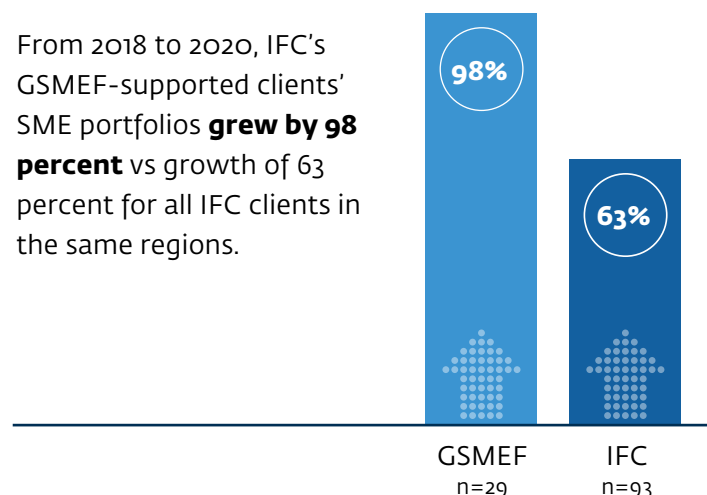 From 2018 to 2020, IFC’s
GSMEF-supported clients’
SME portfolios grew by 98
percent vs growth of 63
percent for all IFC clients in
the same regions.
98%
63%
GSMEF
n=29
IFC
n=93